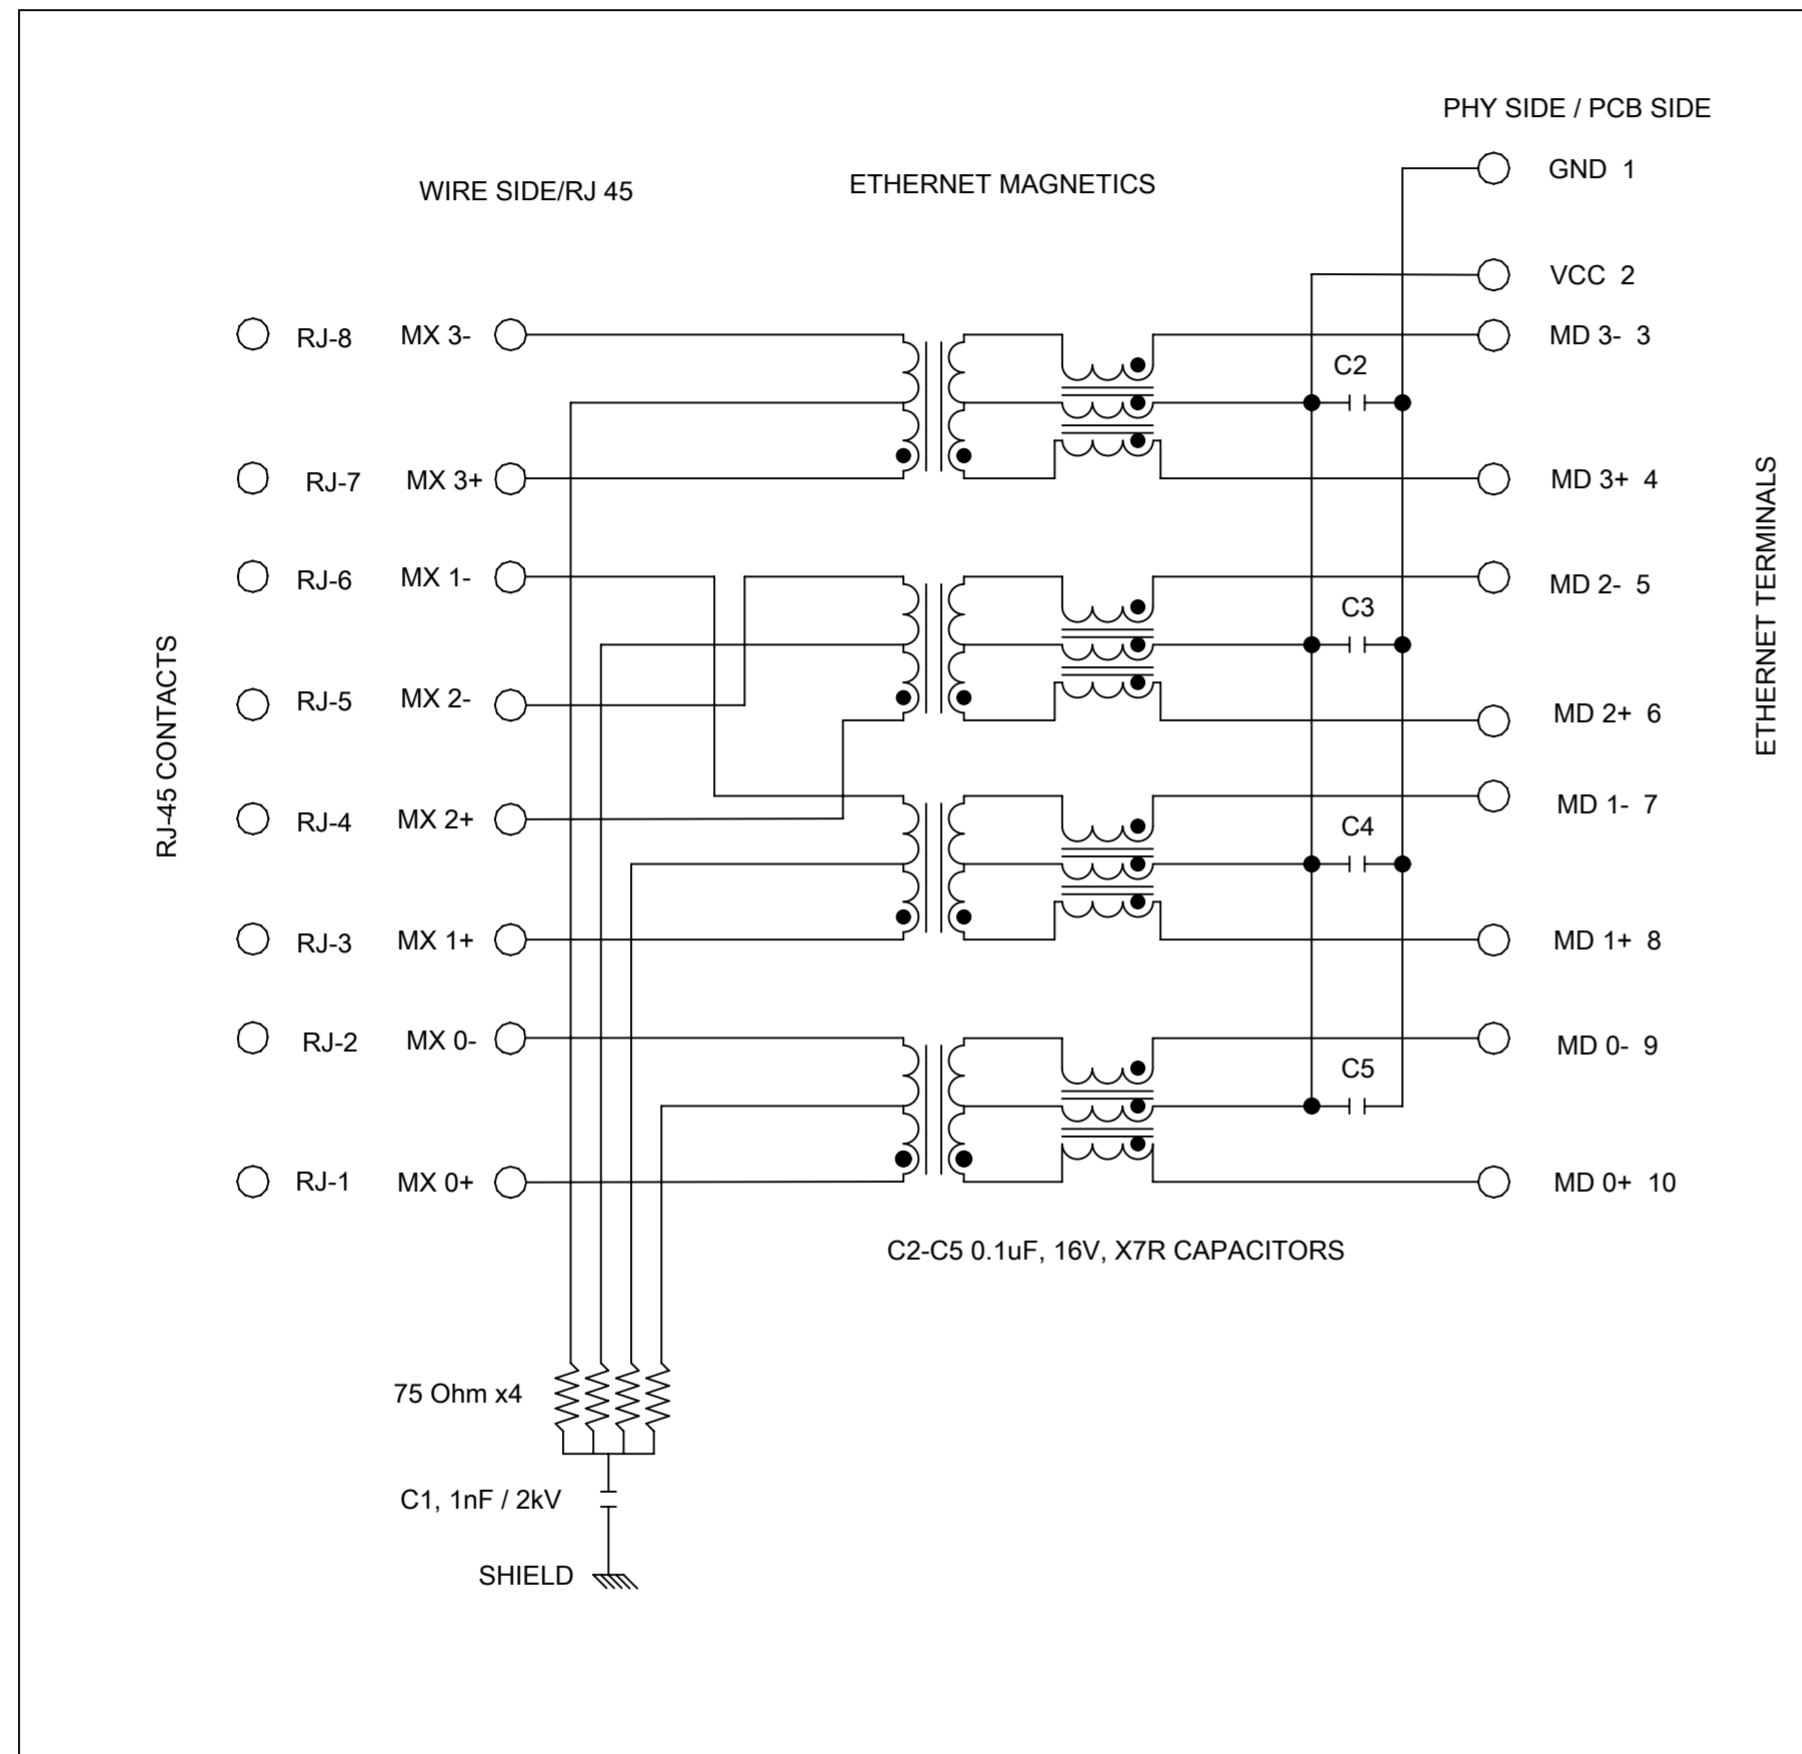 PHY SIDE / PCB SIDE
GND 1
WIRE SIDE/RJ 45
ETHERNET MAGNETICS
VCC 2
RJ-8 MX 3-
MD 3- 3
C2
RJ-7 MX 3+
MD 3+ 4
RJ-6 MX 1-
MD 2- 5
C3
RJ-5 MX 2-
MD 2+ 6
RJ-45 CONTACTS
ETHERNET TERMINALS
RJ-4 MX 2+
MD 1- 7
C4
RJ-3 MX 1+
MD 1+ 8
RJ-2 MX 0-
MD 0- 9
C5
RJ-1 MX 0+
MD 0+ 10
C2-C5 0.1uF, 16V, X7R CAPACITORS
75 Ohm x4
C1, 1nF / 2kV
SHIELD